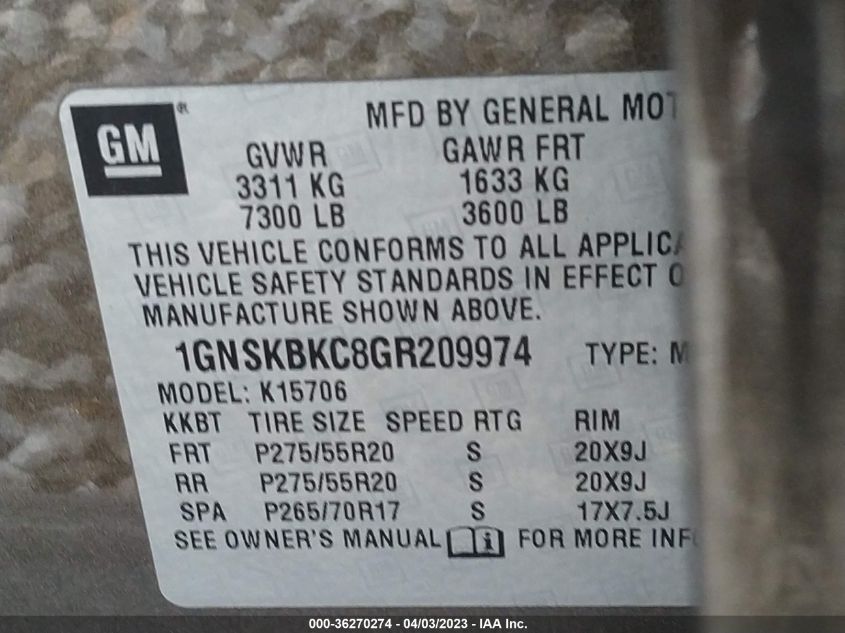 GM ®
MFD BY GENERAL MOT
GVWR GAWR FRT
3311 KG 1633 KG
7300 LB 3600 LB
THIS VEHICLE CONFORMS TO ALL APPLICA
VEHICLE SAFETY STANDARDS IN EFFECT O
MANUFACTURE SHOWN ABOVE.
1GNSKBKC8GR209974 TYPE: M
MODEL: K15706
KKBT TIRE SIZE SPEED RTG RIM
FRT P275/55R20 S 20X9J
RR P275/55R20 S 20X9J
SPA P265/70R17 S 17X7.5J
SEE OWNER'S MANUAL i FOR MORE INF
000-36270274 - 04/03/2023 - IAA Inc.